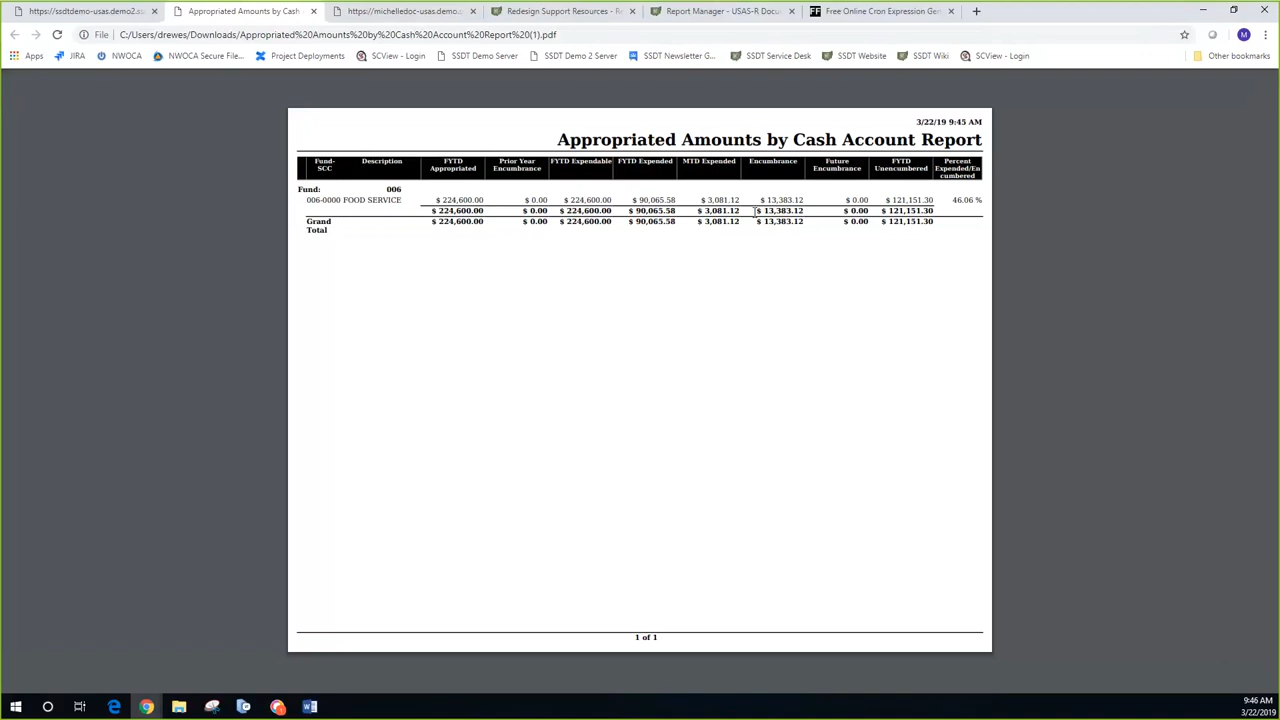 https://ssdtdemo-usas.demo2.ss
Appropriated Amounts by Cash
https://michelledoc-usas.demo.
Redesign Support Resources - Re
Report Manager - USAS-R Docu
Free Online Cron Expression Gen
File
C:/Users/drewes/Downloads/Appropriated%20Amounts%20by%20Cash%20Account%20Report%20(1).pdf
M
Apps
JIRA
NWOCA
NWOCA Secure File...
Project Deployments
SCView - Login
SSDT Demo Server
SSDT Demo 2 Server
SSDT Newsletter G...
SSDT Service Desk
SSDT Website
SSDT Wiki
SCView - Login
Other bookmarks
3/22/19 9:45 AM
Appropriated Amounts by Cash Account Report
Fund- Description FYTD Prior Year FYTD Expendable FYTD Expended MTD Expended Encumbrance Future FYTD Percent
SCC Appropriated Encumbrance Encumbrance Unencumbered Expended/En
cumbered
Fund: 006
006-0000 FOOD SERVICE $ 224,600.00 $ 0.00 $ 224,600.00 $ 90,065.58 $ 3,081.12 $ 13,383.12 $ 0.00 $ 121,151.30 46.06 %
$ 224,600.00 $ 0.00 $ 224,600.00 $ 90,065.58 $ 3,081.12 $ 13,383.12 $ 0.00 $ 121,151.30
Grand $ 224,600.00 $ 0.00 $ 224,600.00 $ 90,065.58 $ 3,081.12 $ 13,383.12 $ 0.00 $ 121,151.30
Total
1 of 1
9:46 AM
3/22/2019